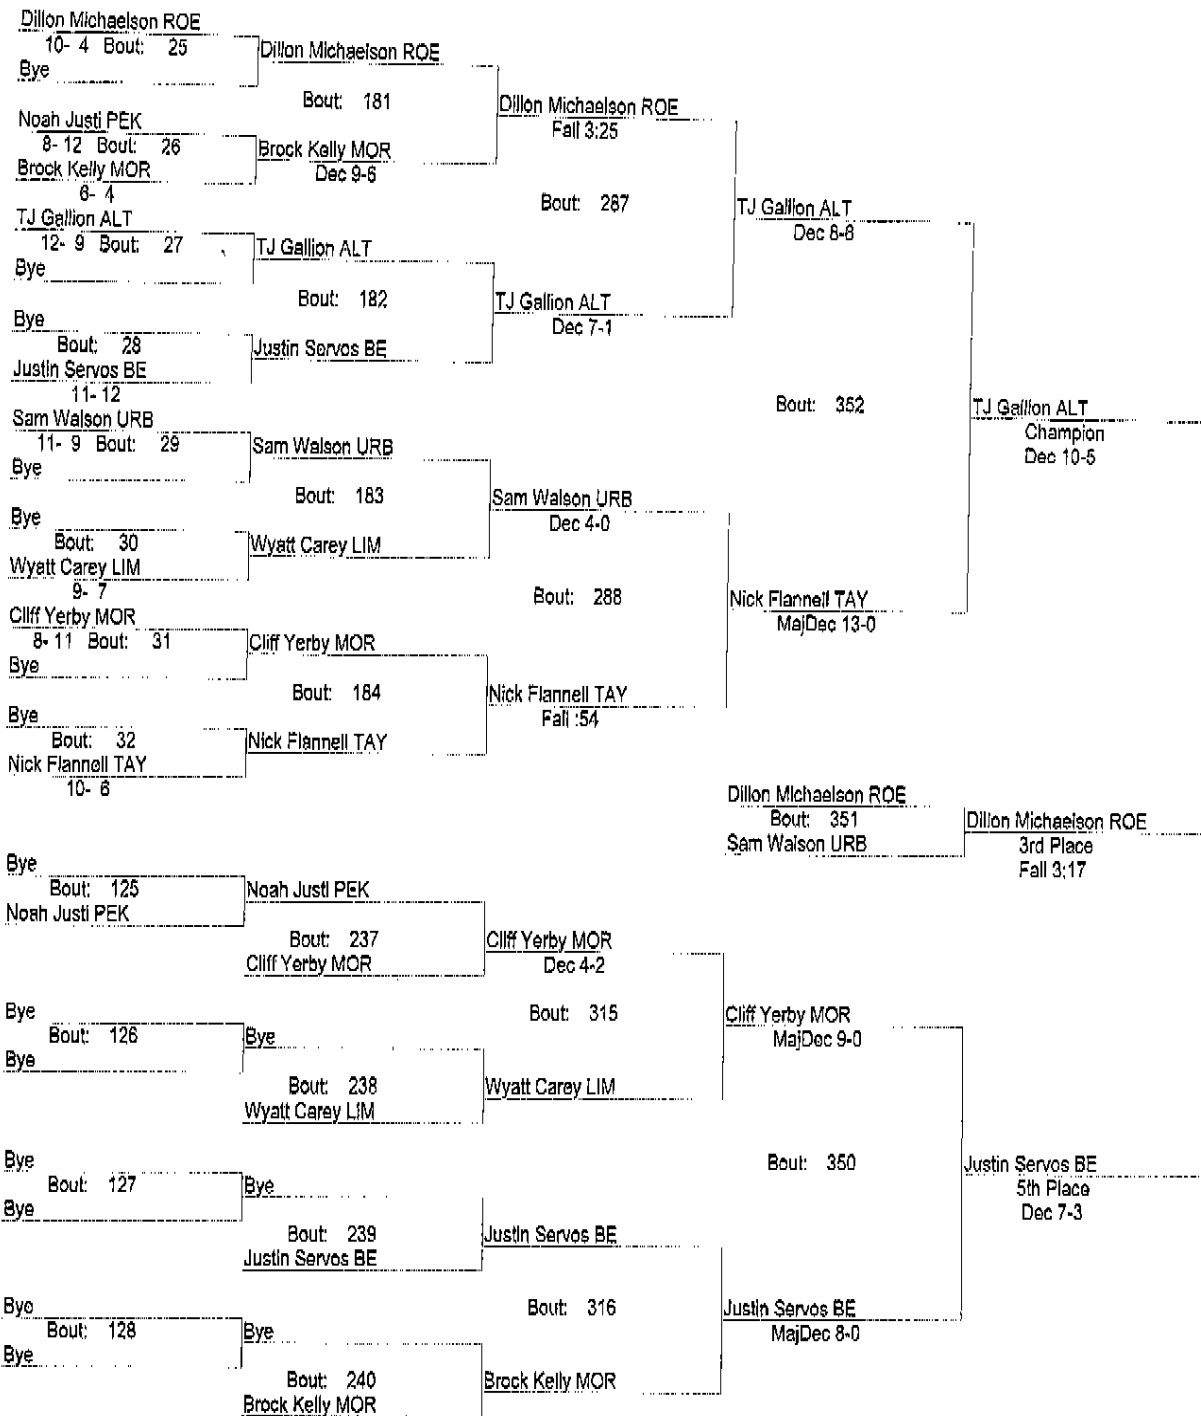 Dillon Michaelson ROE
10- 4 Bout: 25
Bye
Dillon Michaelson ROE
Bout: 181
Noah Justi PEK
8- 12 Bout: 26
Brock Kelly MOR
6- 4
Brock Kelly MOR
Dec 9-6
Dillon Michaelson ROE
Fall 3:25
Bout: 287
TJ Gallion ALT
12- 9 Bout: 27
Bye
TJ Gallion ALT
Bout: 182
Bye
Bout: 28
Justin Servos BE
11- 12
Justin Servos BE
TJ Gallion ALT
Dec 7-1
TJ Gallion ALT
Dec 8-6
Bout: 352
TJ Gallion ALT
Champion
Dec 10-5
Sam Walson URB
11- 9 Bout: 29
Bye
Sam Walson URB
Bout: 183
Bye
Bout: 30
Wyatt Carey LIM
9- 7
Wyatt Carey LIM
Sam Walson URB
Dec 4-0
Bout: 288
Cliff Yerby MOR
8- 11 Bout: 31
Bye
Cliff Yerby MOR
Bout: 184
Bye
Bout: 32
Nick Flannell TAY
10- 6
Nick Flannell TAY
Nick Flannell TAY
Fall :54
Nick Flannell TAY
MajDec 13-0
Dillon Michaelson ROE
Bout: 351
Sam Walson URB
Dillon Michaelson ROE
3rd Place
Fall 3:17
Bye
Bout: 125
Noah Justi PEK
Noah Justi PEK
Bout: 237
Cliff Yerby MOR
Cliff Yerby MOR
Dec 4-2
Bout: 315
Bye
Bout: 126
Bye
Bye
Bout: 238
Wyatt Carey LIM
Wyatt Carey LIM
Cliff Yerby MOR
MajDec 9-0
Bout: 350
Bye
Bout: 127
Bye
Bye
Bout: 239
Justin Servos BE
Justin Servos BE
Bout: 316
Bye
Bout: 128
Bye
Bye
Bout: 240
Brock Kelly MOR
Brock Kelly MOR
Justin Servos BE
MajDec 8-0
Justin Servos BE
5th Place
Dec 7-3